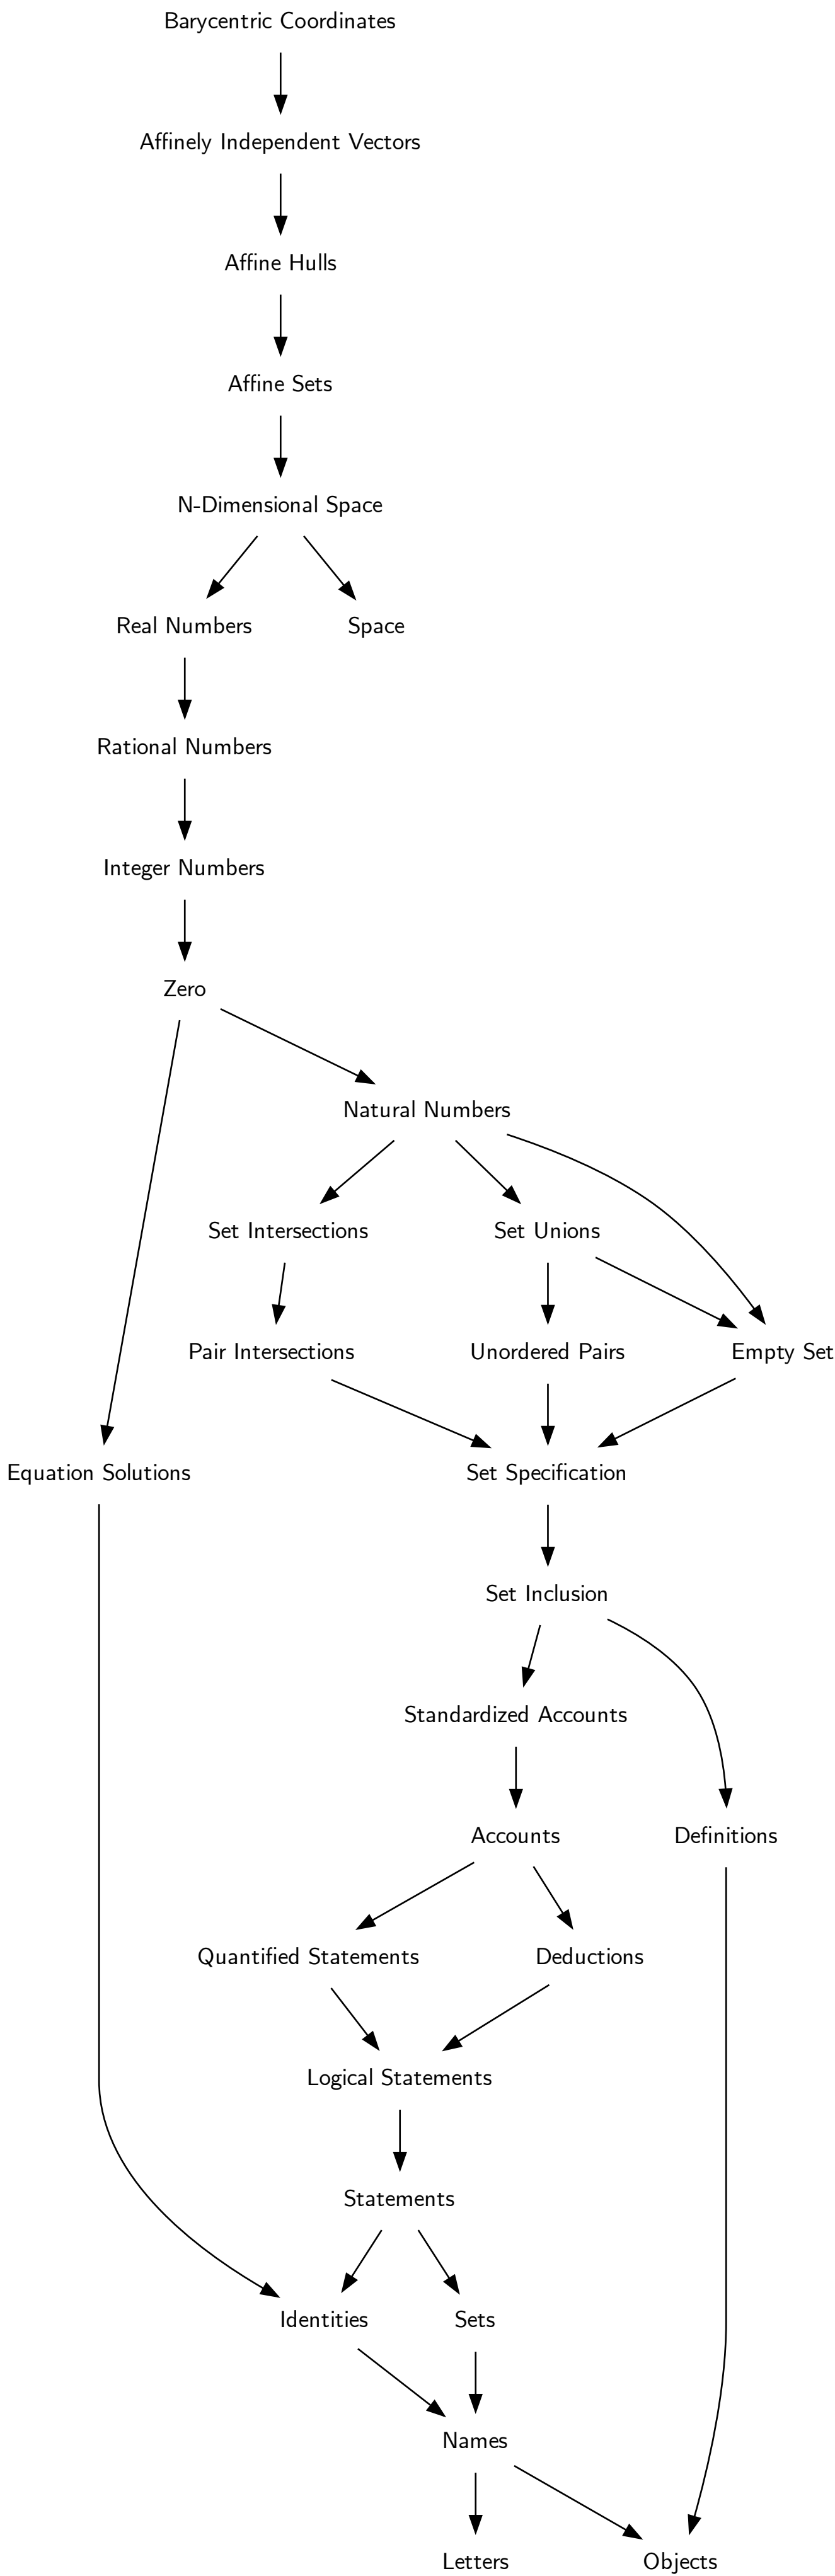 Barycentric Coordinates
Affinely Independent Vectors
Affine Hulls
Affine Sets
N-Dimensional Space
Real Numbers
Space
Rational Numbers
Integer Numbers
Zero
Natural Numbers
Set Intersections
Set Unions
Pair Intersections
Unordered Pairs
Empty Set
Equation Solutions
Set Specification
Set Inclusion
Standardized Accounts
Accounts
Definitions
Quantified Statements
Deductions
Logical Statements
Statements
Identities
Sets
Names
Letters
Objects